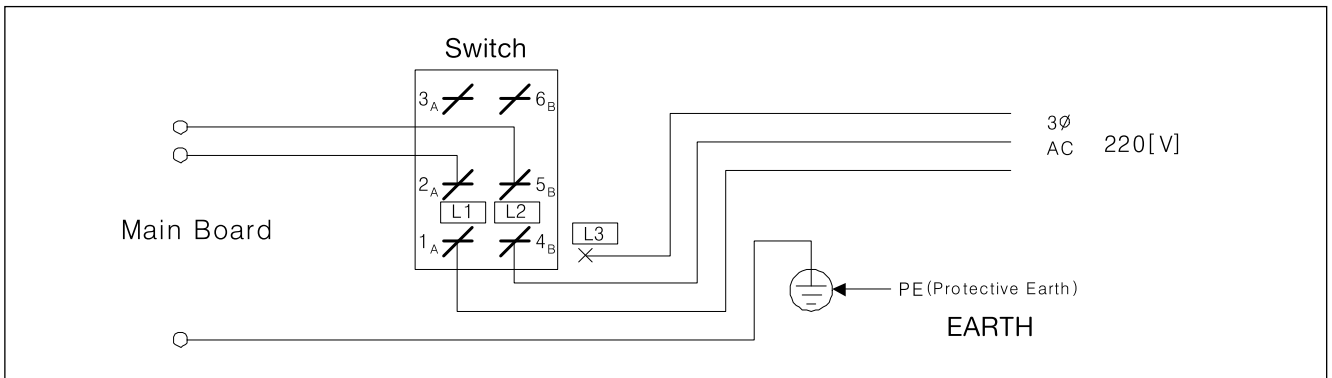 Switch
3A 6B
3Ø
AC 220[V]
2A 5B
L1 L2
L3
Main Board
1A 4B
PE(Protective Earth)
EARTH